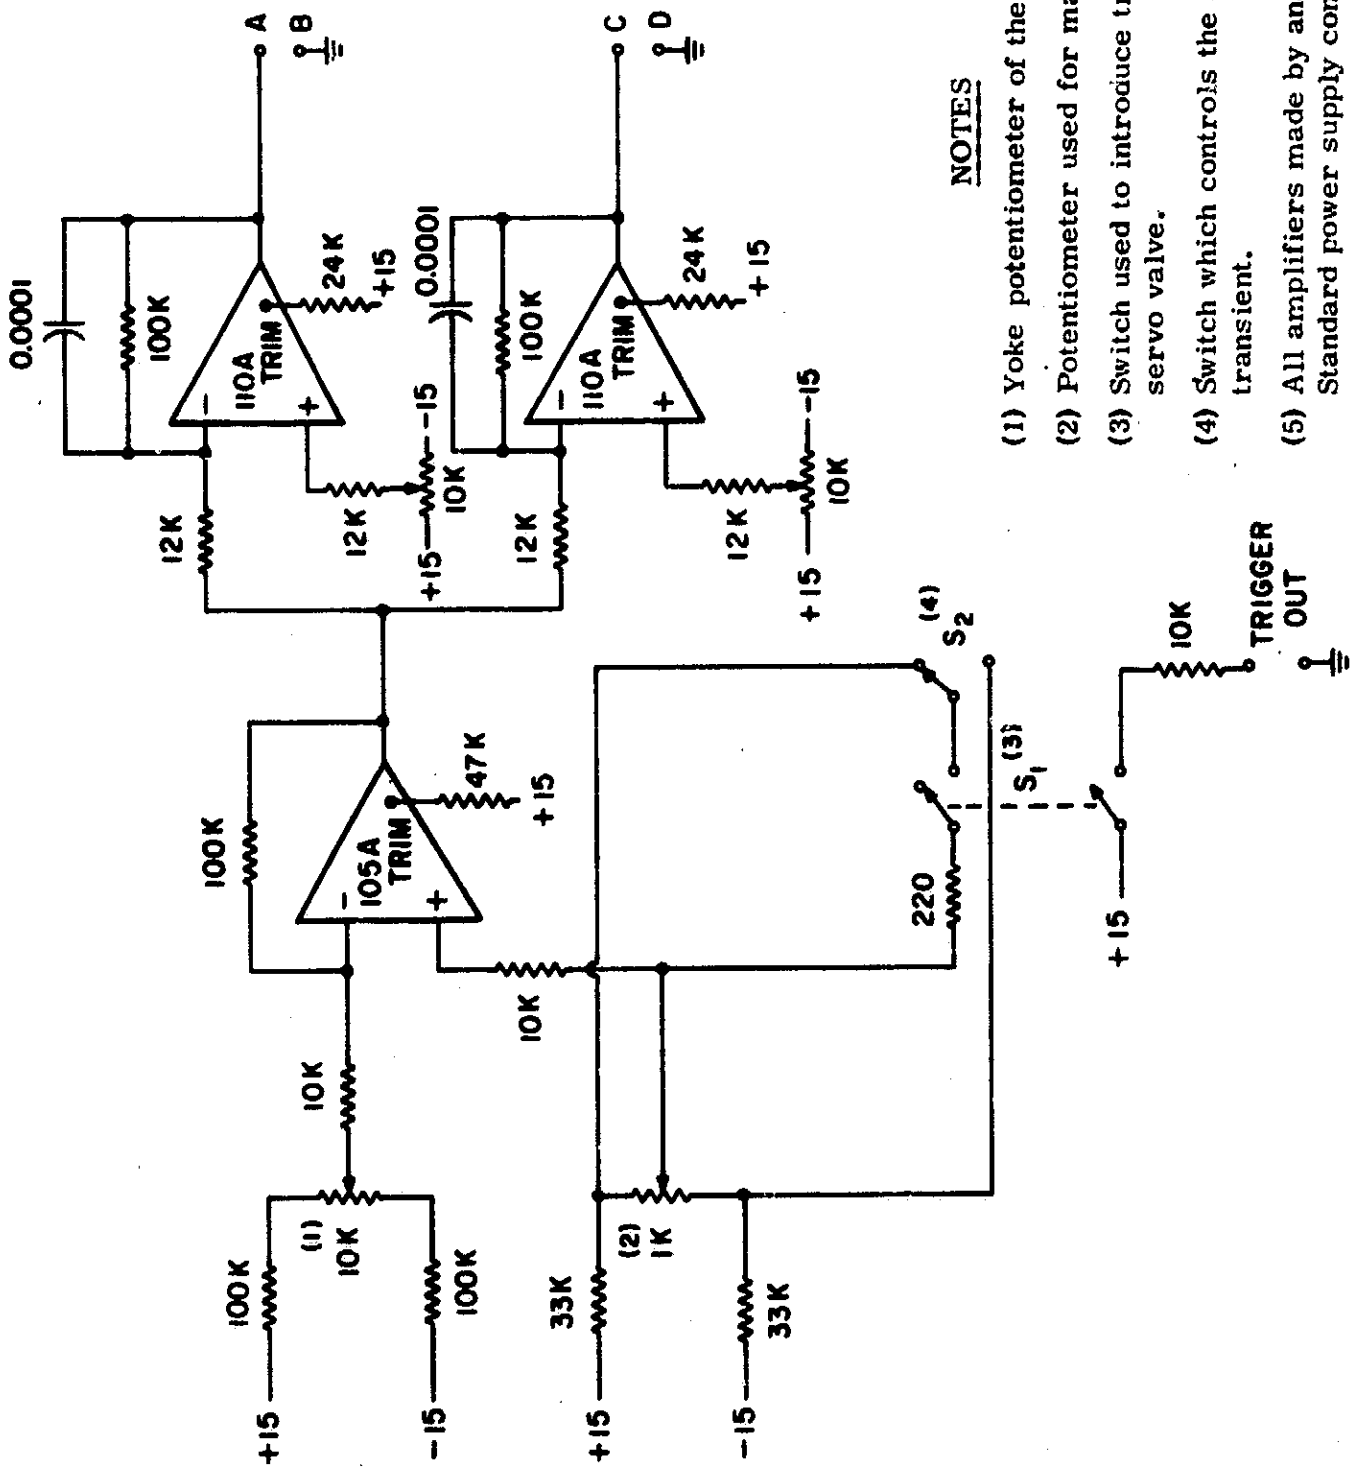 0.0001
100K
12K
110A
TRIM
-
+
24K
+15
12K
+15
-15
10K
A
B
0.0001
100K
12K
110A
TRIM
-
+
24K
+15
12K
+15
-15
10K
C
D
100K
105A
TRIM
-
+
47K
+15
10K
10K
+15
100K
(1)
10K
100K
-15
+15
33K
(2)
1K
33K
-15
220
S1
(3)
(4)
S2
+15
10K
TRIGGER
OUT
NOTES
(1) Yoke potentiometer of the
(2) Potentiometer used for ma
(3) Switch used to introduce tr
servo valve.
(4) Switch which controls the
transient.
(5) All amplifiers made by an
Standard power supply con